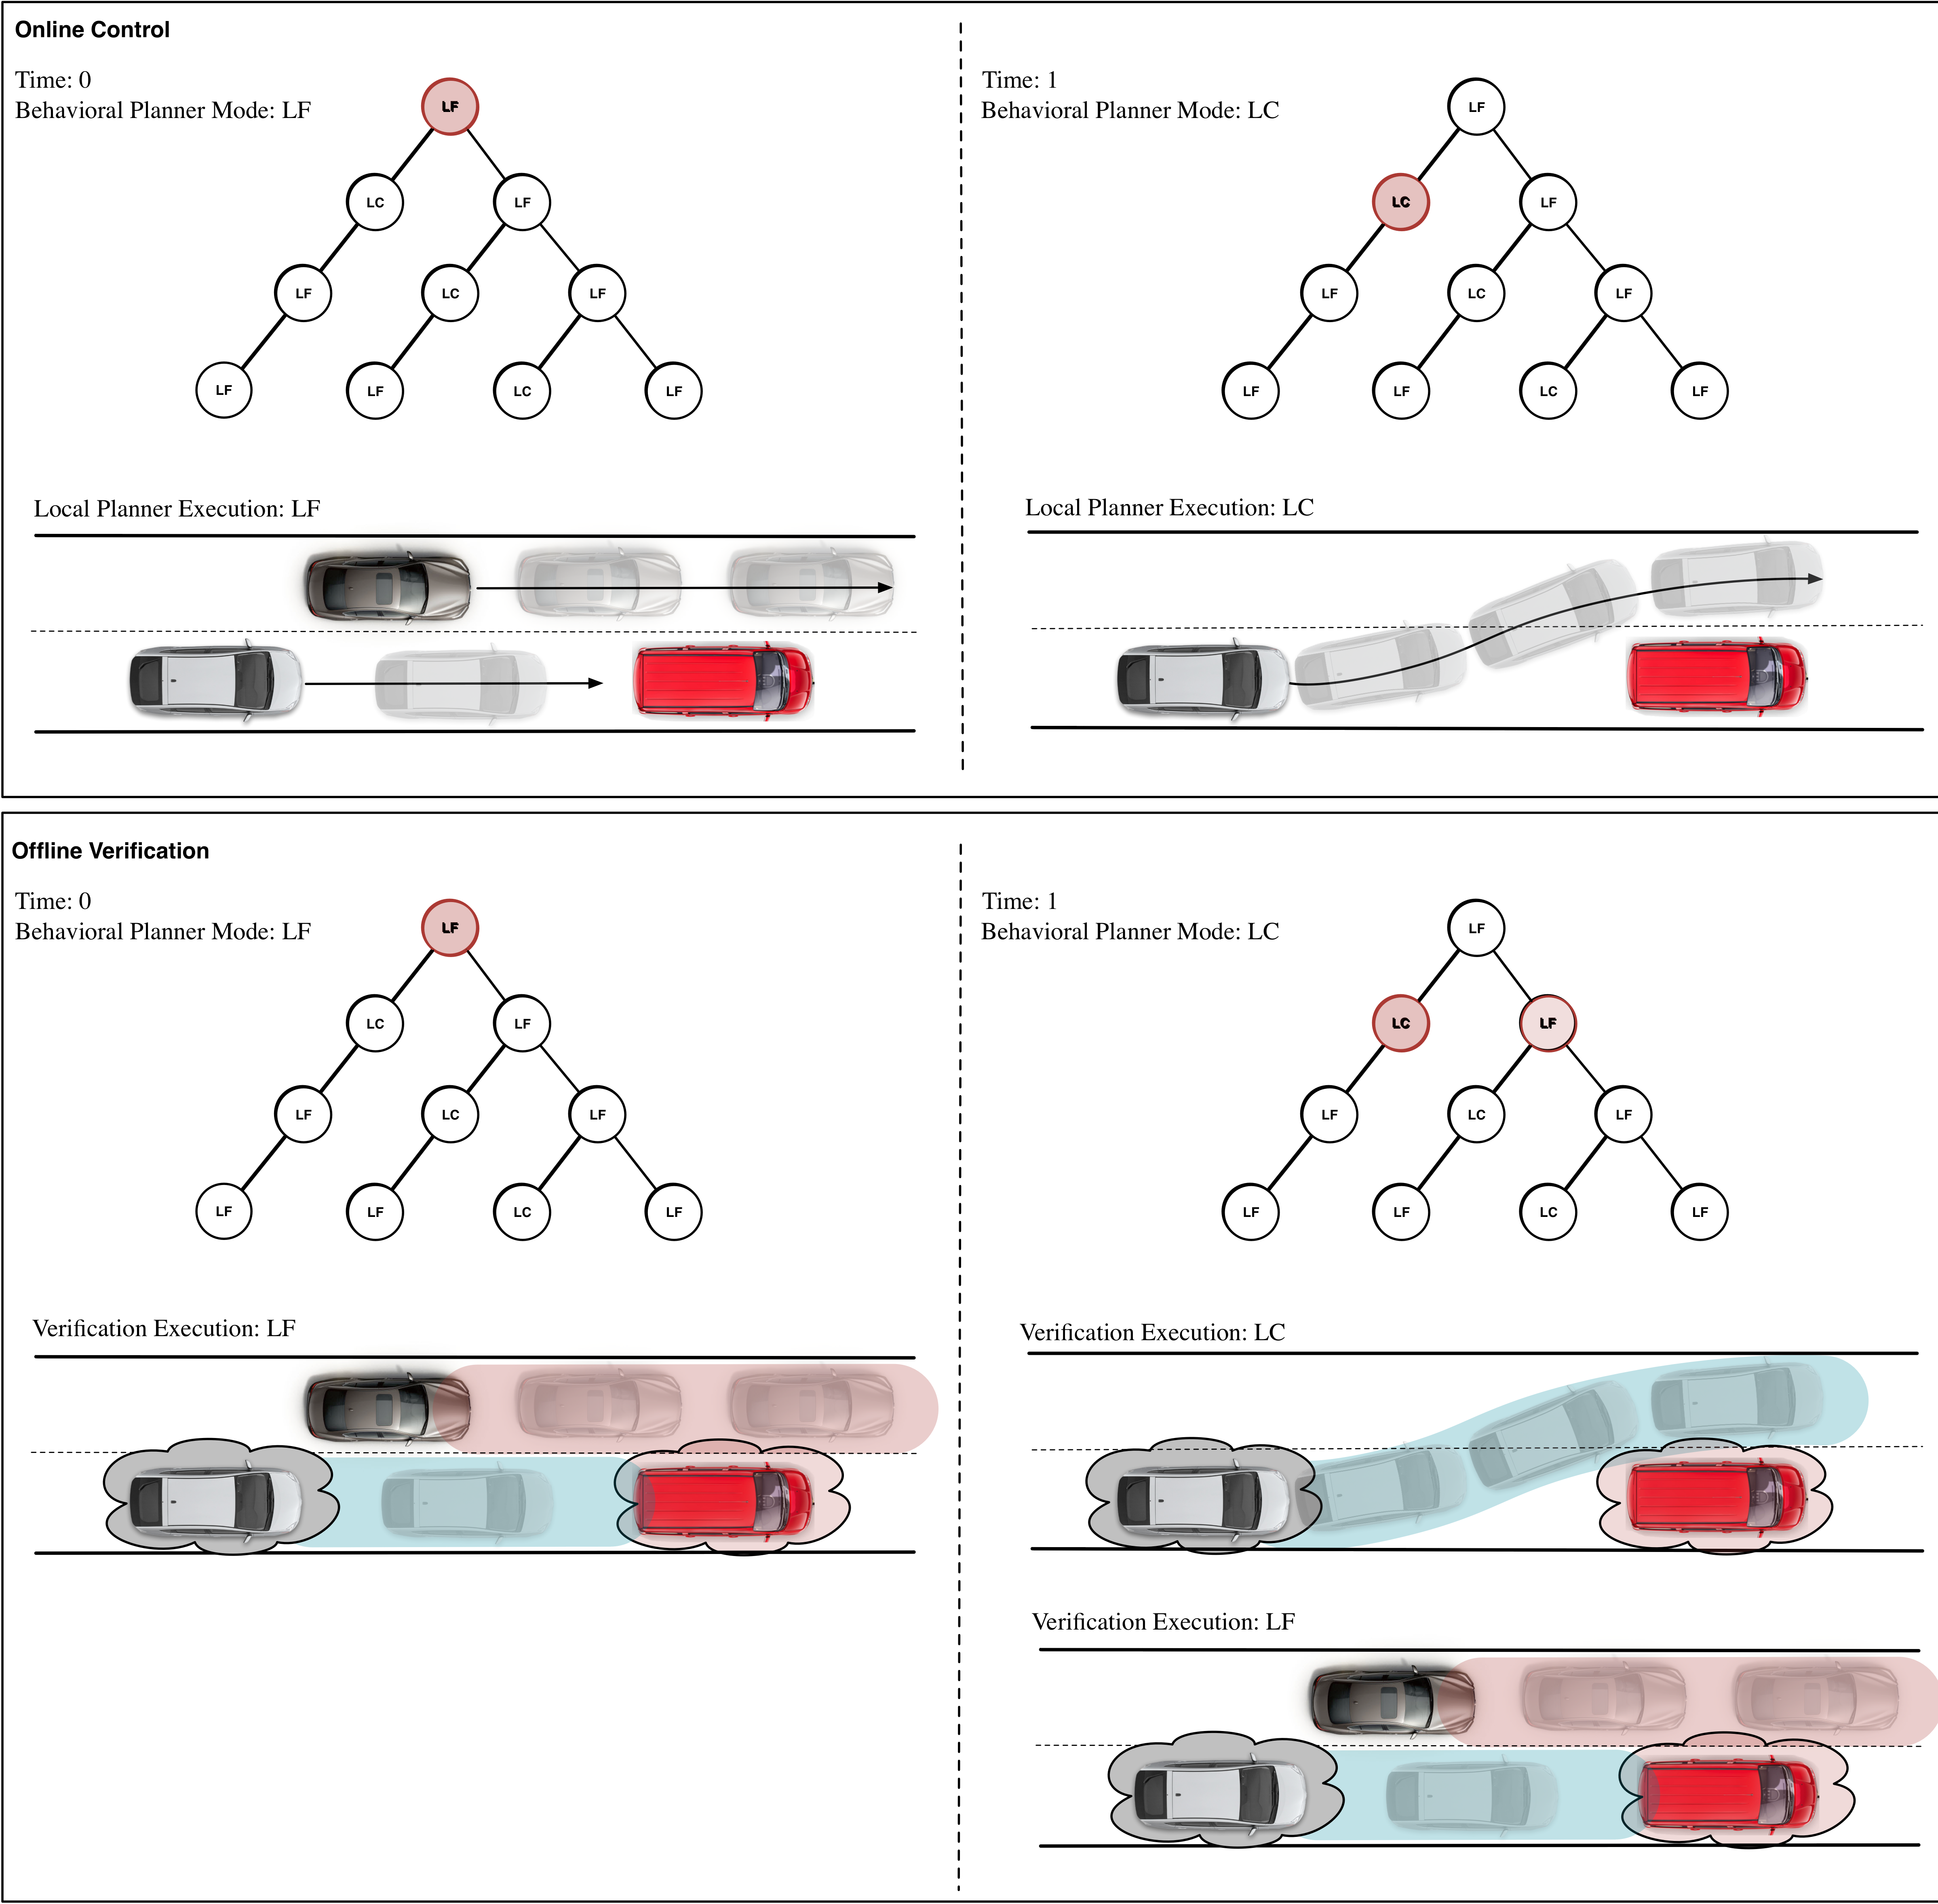 Online Control
Time: 0
Behavioral Planner Mode: LF
LF
LC LF
LF LC LF
LF LF LC LF
Local Planner Execution: LF
Time: 1
Behavioral Planner Mode: LC
LF
LC LF
LF LC LF
LF LF LC LF
Local Planner Execution: LC
Offline Verification
Time: 0
Behavioral Planner Mode: LF
LF
LC LF
LF LC LF
LF LF LC LF
Verification Execution: LF
Time: 1
Behavioral Planner Mode: LC
LF
LC LF
LF LC LF
LF LF LC LF
Verification Execution: LC
Verification Execution: LF